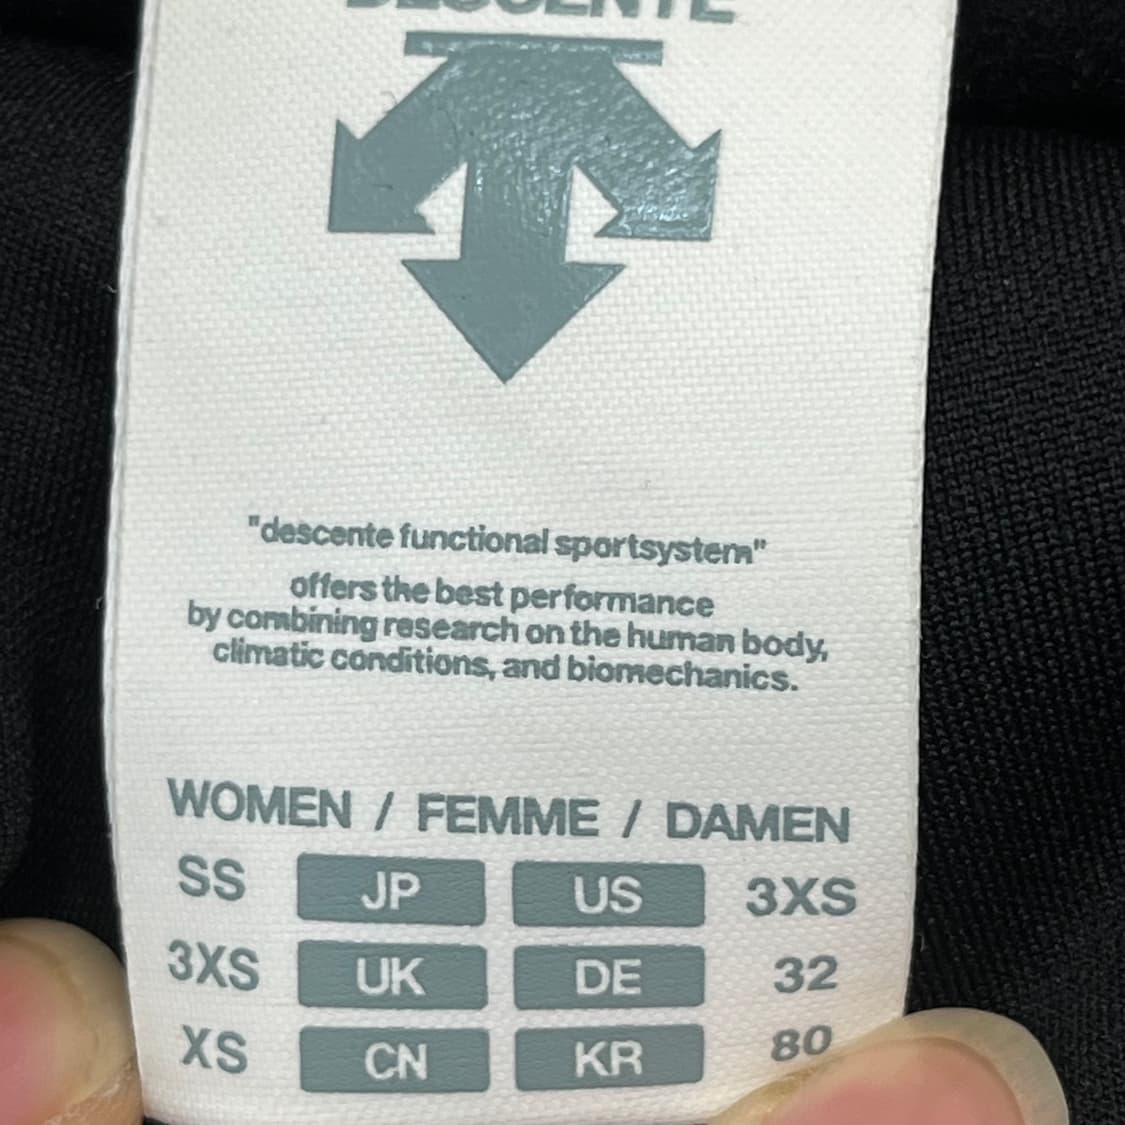 DESCENTE
"descente functional sportsystem"
offers the best performance
by combining research on the human body,
climatic conditions, and biomechanics.
WOMEN / FEMME / DAMEN
SS JP US 3XS
3XS UK DE 32
XS CN KR 80